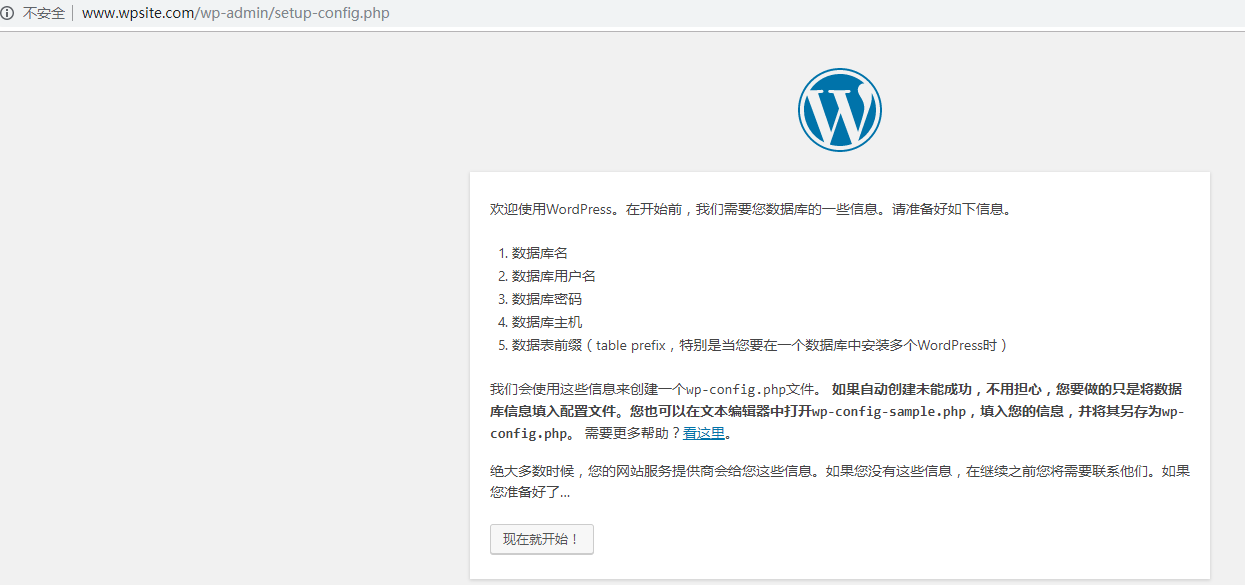 不安全 | www.wpsite.com/wp-admin/setup-config.php
欢迎使用WordPress。在开始前，我们需要您数据库的一些信息。请准备好如下信息。
1. 数据库名
2. 数据库用户名
3. 数据库密码
4. 数据库主机
5. 数据表前缀（table prefix，特别是当您要在一个数据库中安装多个WordPress时）
我们会使用这些信息来创建一个wp-config.php文件。 如果自动创建未能成功，不用担心，您要做的只是将数据
库信息填入配置文件。您也可以在文本编辑器中打开wp-config-sample.php，填入您的信息，并将其另存为wp-
config.php。 需要更多帮助？看这里。
绝大多数时候，您的网站服务提供商会给您这些信息。如果您没有这些信息，在继续之前您将需要联系他们。如果
您准备好了...
现在就开始！